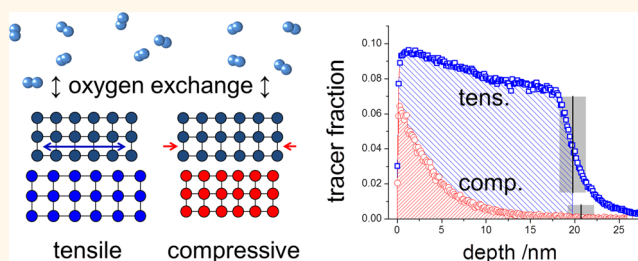 ↕ oxygen exchange ↕
tensile
compressive
tracer fraction
0.10
0.08
0.06
0.04
0.02
0.00
tens.
comp.
0
5
10
15
20
25
depth /nm